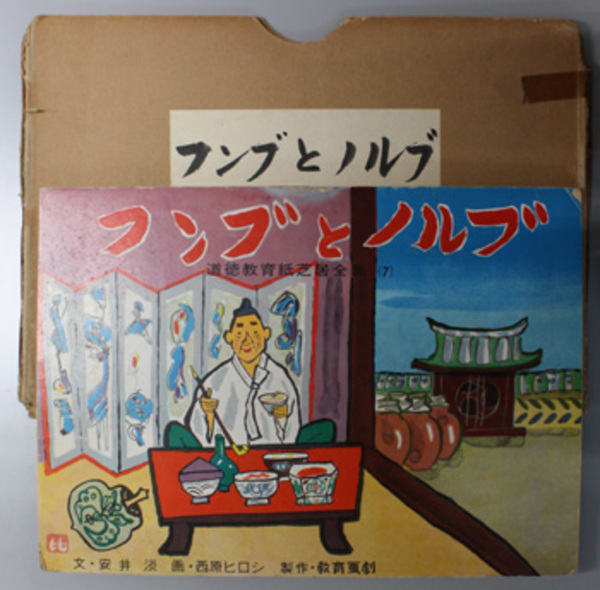 フンブとノルブ
フンブとノルブ
道徳教育紙芝居全集 (7)
文・安井 淡 画・西原ヒロシ 製作・教育画劇